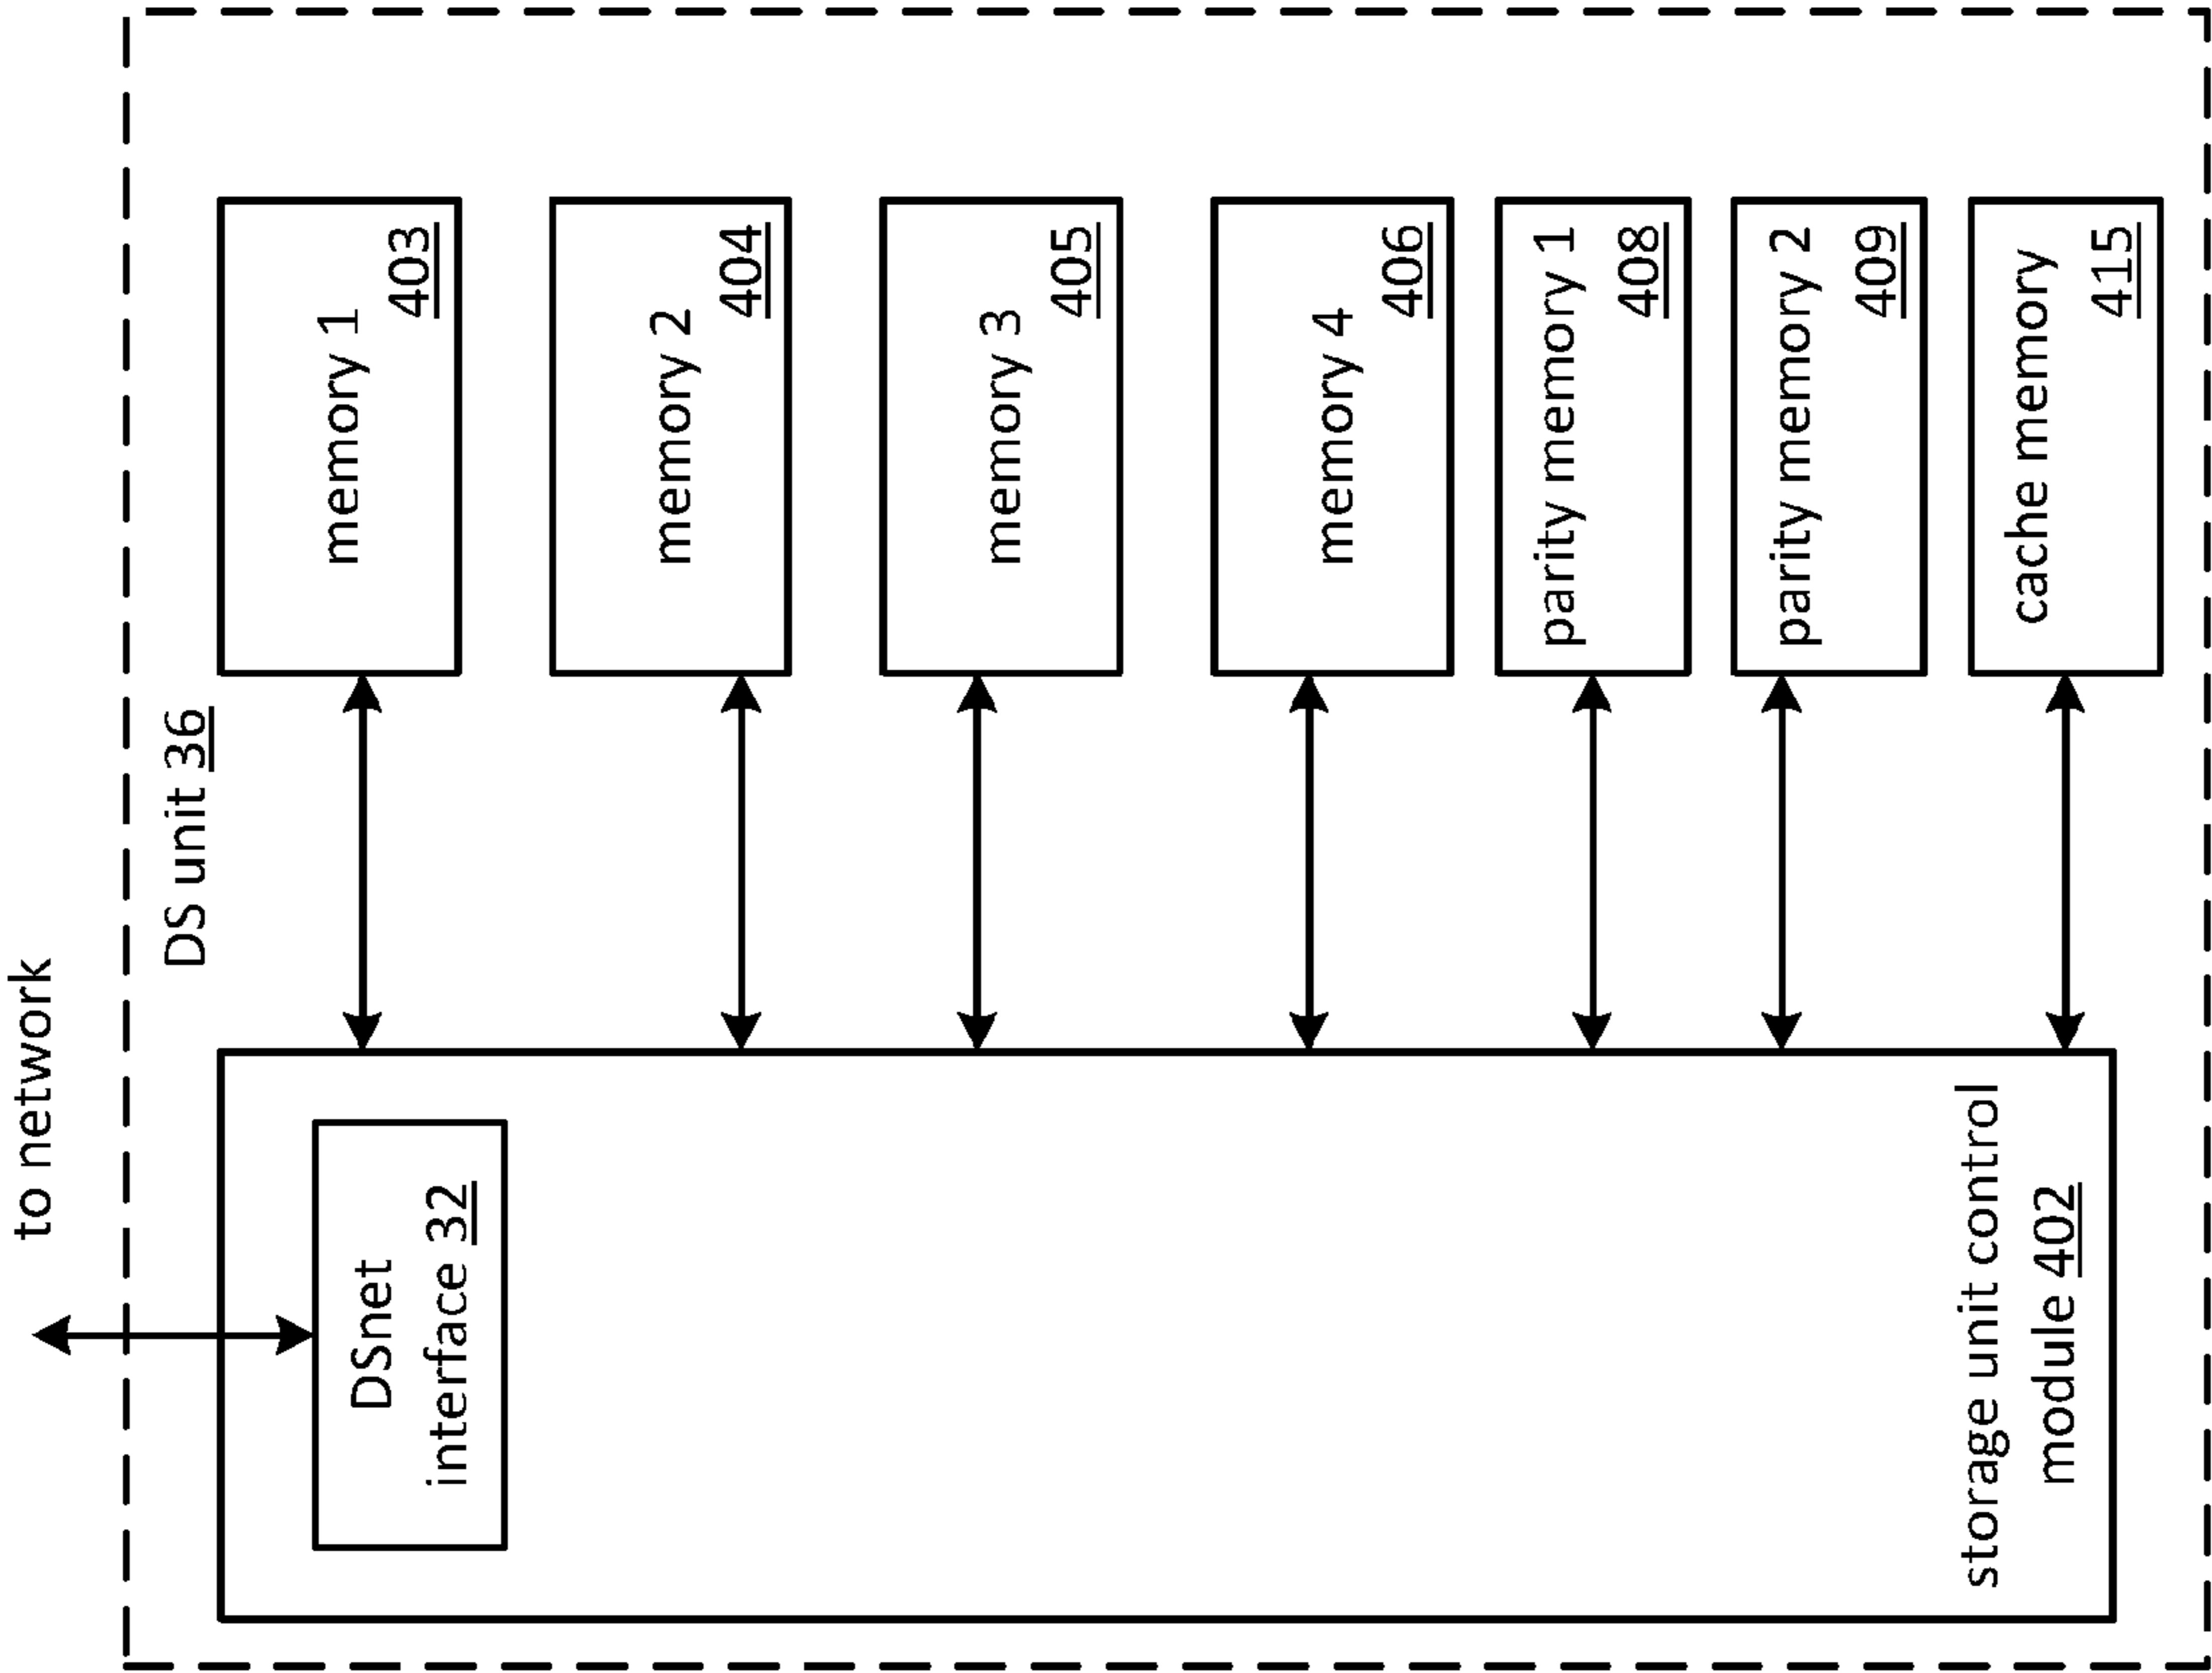 to network
DS unit 36
DSnet
interface 32
storage unit control
module 402
memory 1
403
memory 2
404
memory 3
405
memory 4
406
parity memory 1
408
parity memory 2
409
cache memory
415